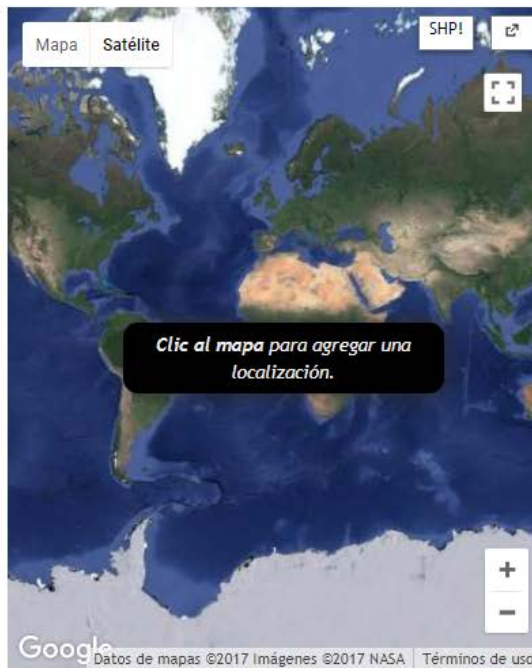 Mapa Satélite SHP!
Clic al mapa para agregar una
localización.
+
−
Google
Datos de mapas ©2017 Imágenes ©2017 NASA Términos de uso